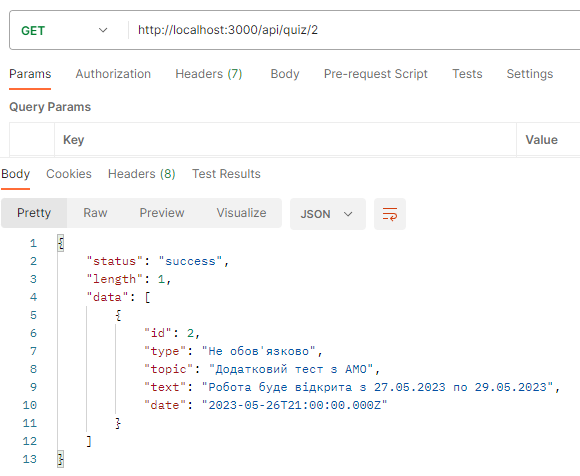 GET http://localhost:3000/api/quiz/2
Params Authorization Headers (7) Body Pre-request Script Tests Settings
Query Params
Key Value
Body Cookies Headers (8) Test Results
Pretty Raw Preview Visualize JSON
1 {
2 "status": "success",
3 "length": 1,
4 "data": [
5 {
6 "id": 2,
7 "type": "Не обов'язково",
8 "topic": "Додатковий тест з АМО",
9 "text": "Робота буде відкрита з 27.05.2023 по 29.05.2023",
10 "date": "2023-05-26T21:00:00.000Z"
11 }
12 ]
13 }